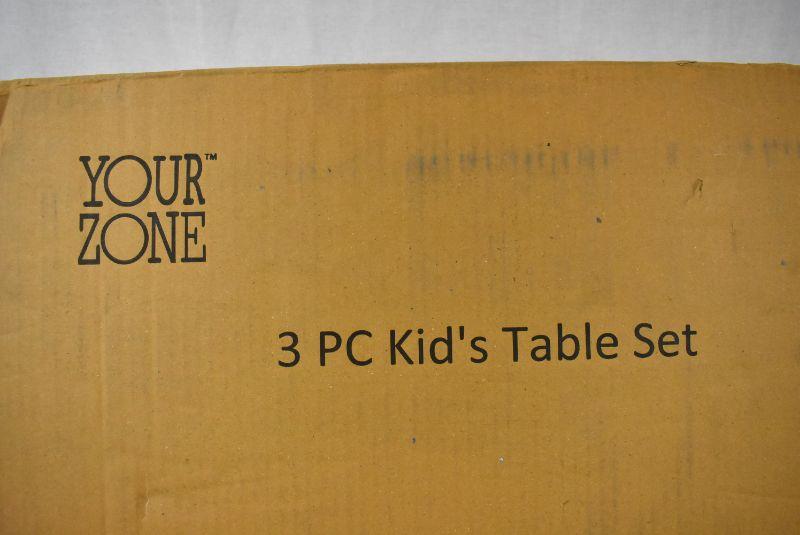 YOUR™
ZONE
3 PC Kid's Table Set